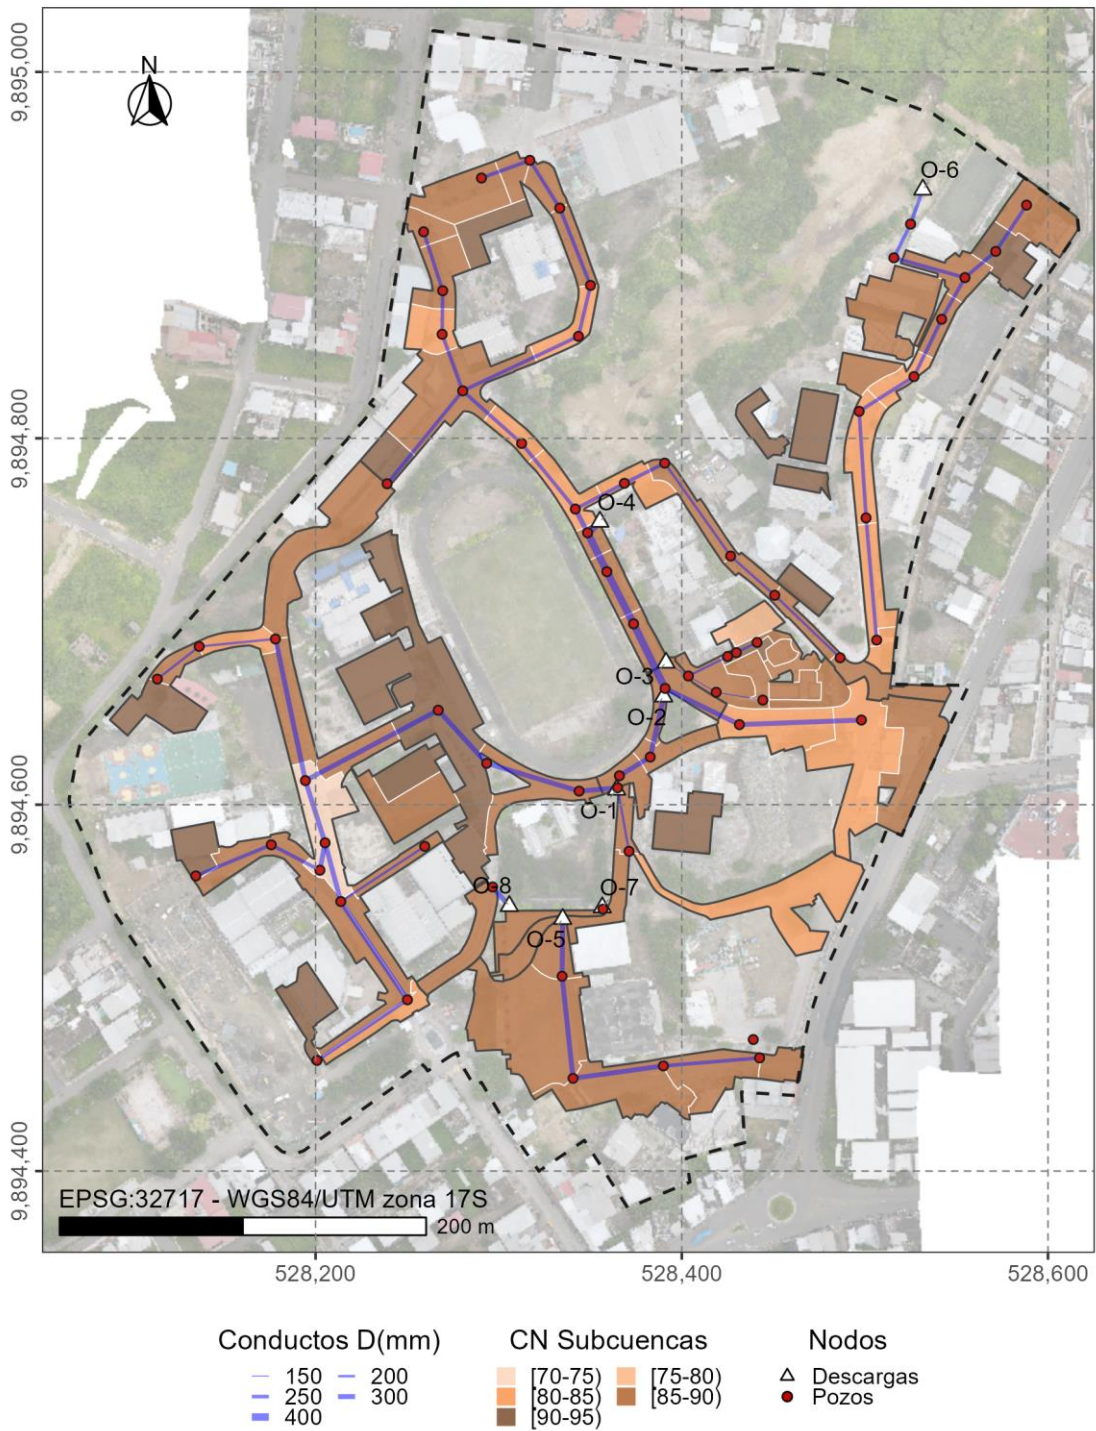 9,895,000
N
O-6
9,894,800
O-4
O-3
O-2
9,894,600
O-1
O-8
O-7
O-5
9,894,400
EPSG:32717 - WGS84/UTM zona 17S
200 m
528,200
528,400
528,600
Conductos D(mm)
150
200
250
300
400
CN Subcuencas
[70-75)
[75-80)
[80-85)
[85-90)
[90-95)
Nodos
Descargas
Pozos